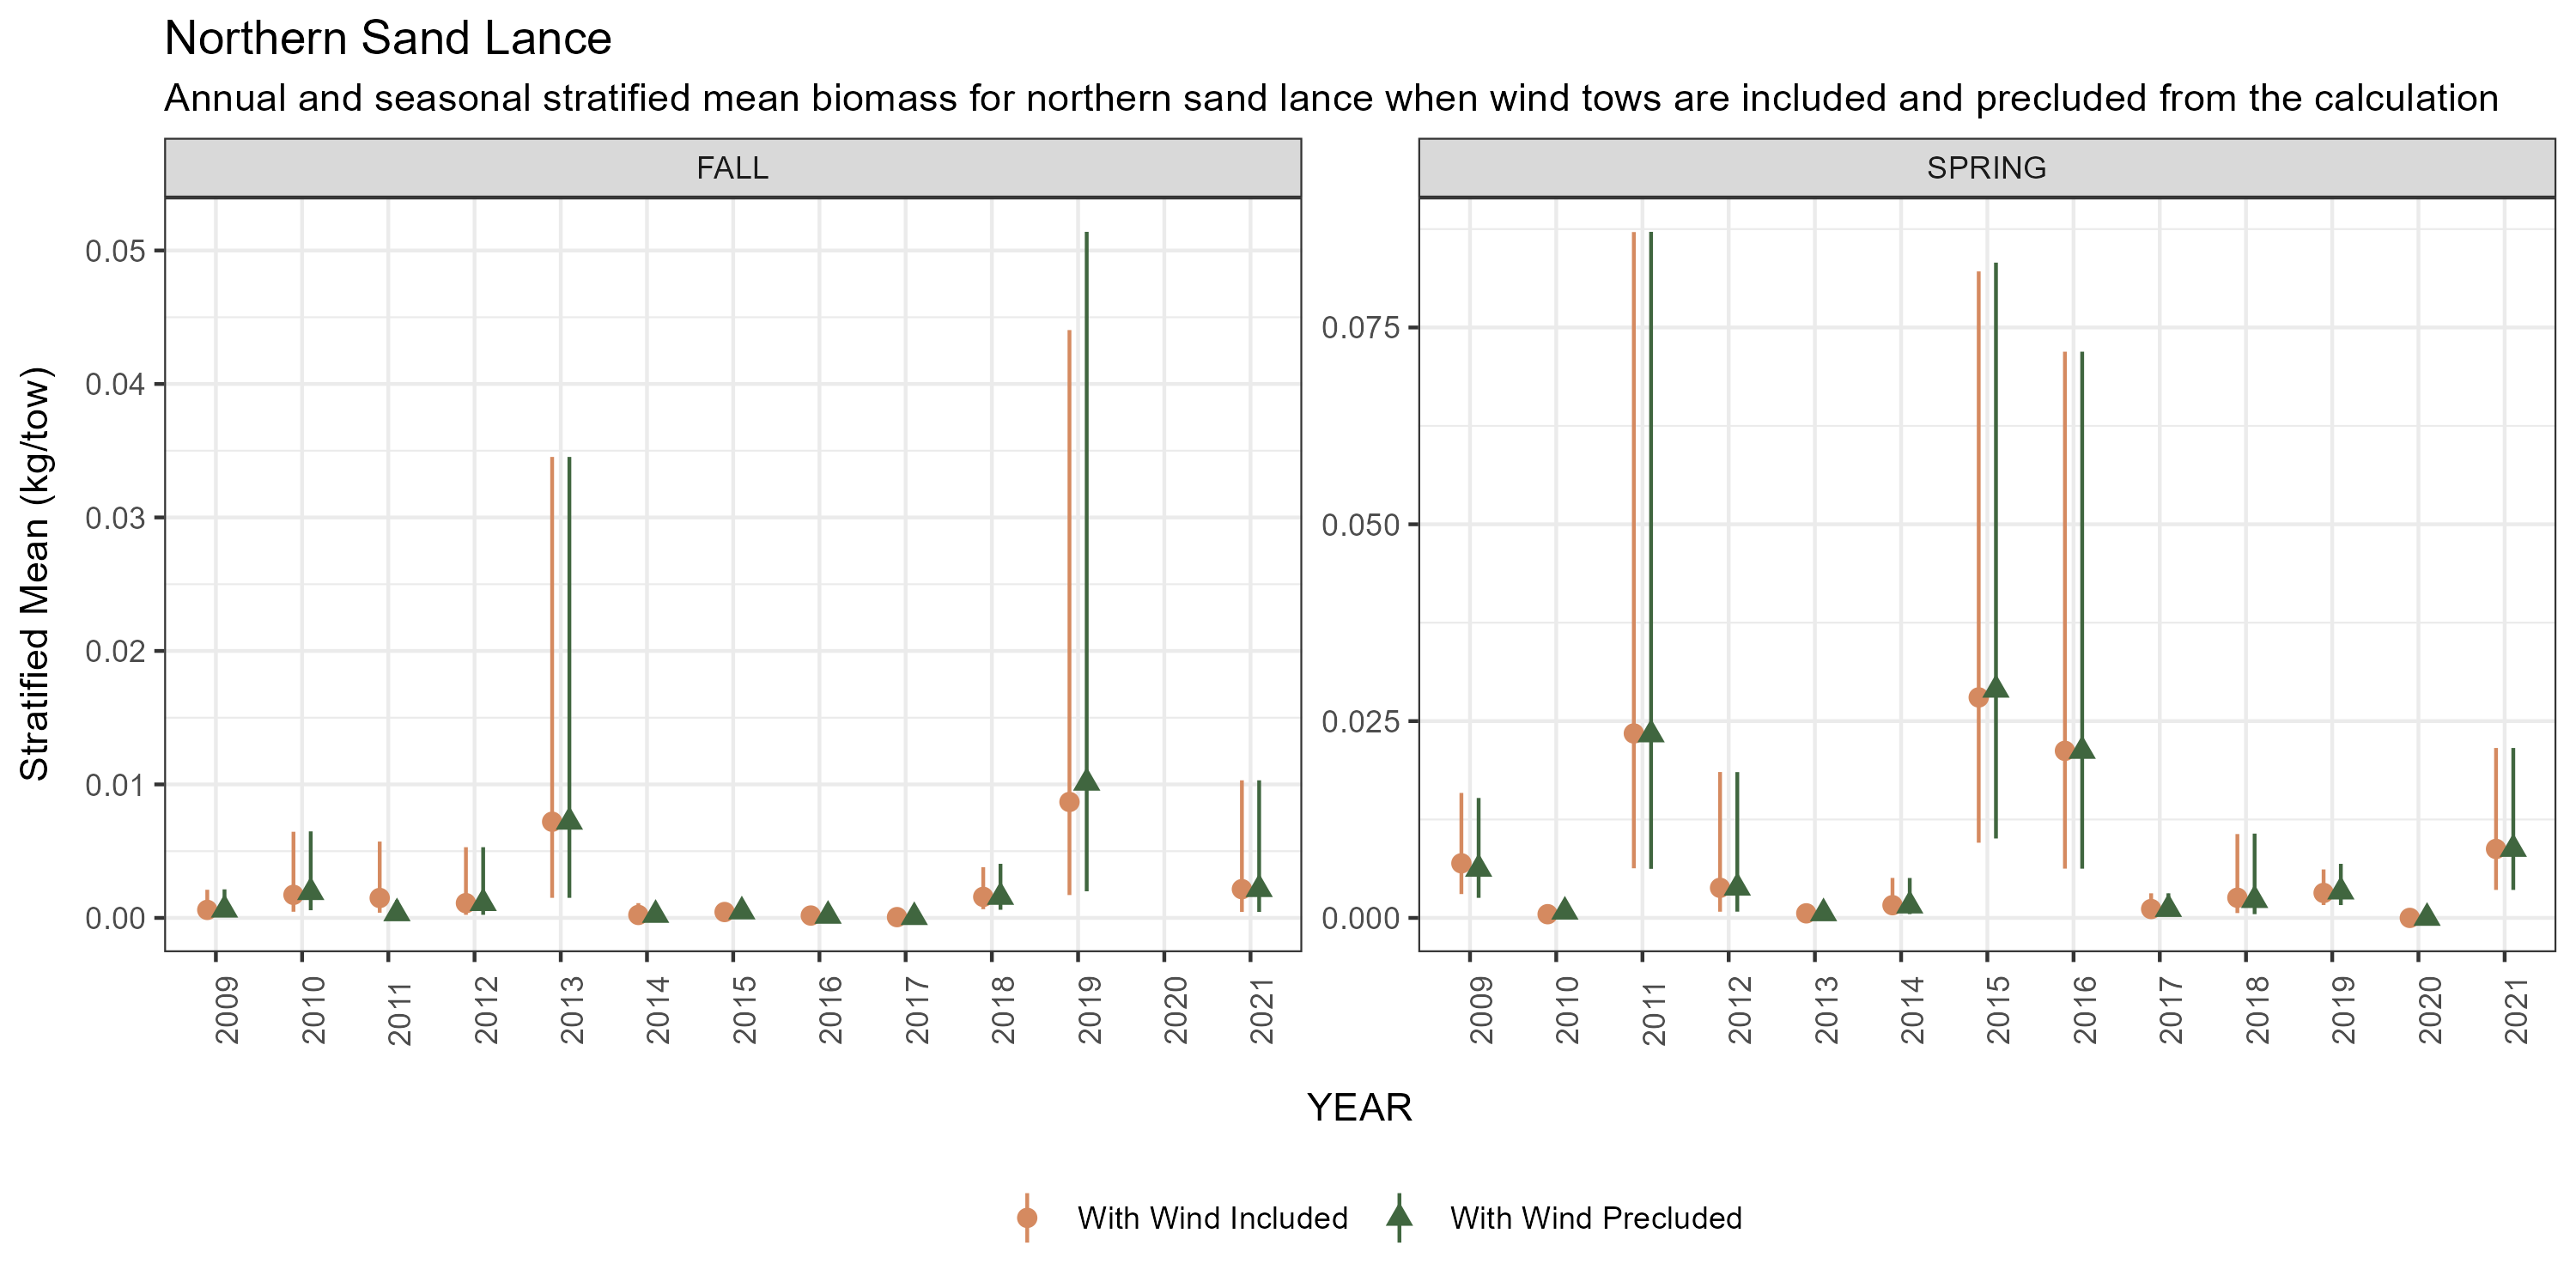 Northern Sand Lance
Annual and seasonal stratified mean biomass for northern sand lance when wind tows are included and precluded from the calculation
FALL
SPRING
Stratified Mean (kg/tow)
0.05
0.04
0.03
0.02
0.01
0.00
0.075
0.050
0.025
0.000
2009 2010 2011 2012 2013 2014 2015 2016 2017 2018 2019 2020 2021
2009 2010 2011 2012 2013 2014 2015 2016 2017 2018 2019 2020 2021
YEAR
With Wind Included
With Wind Precluded